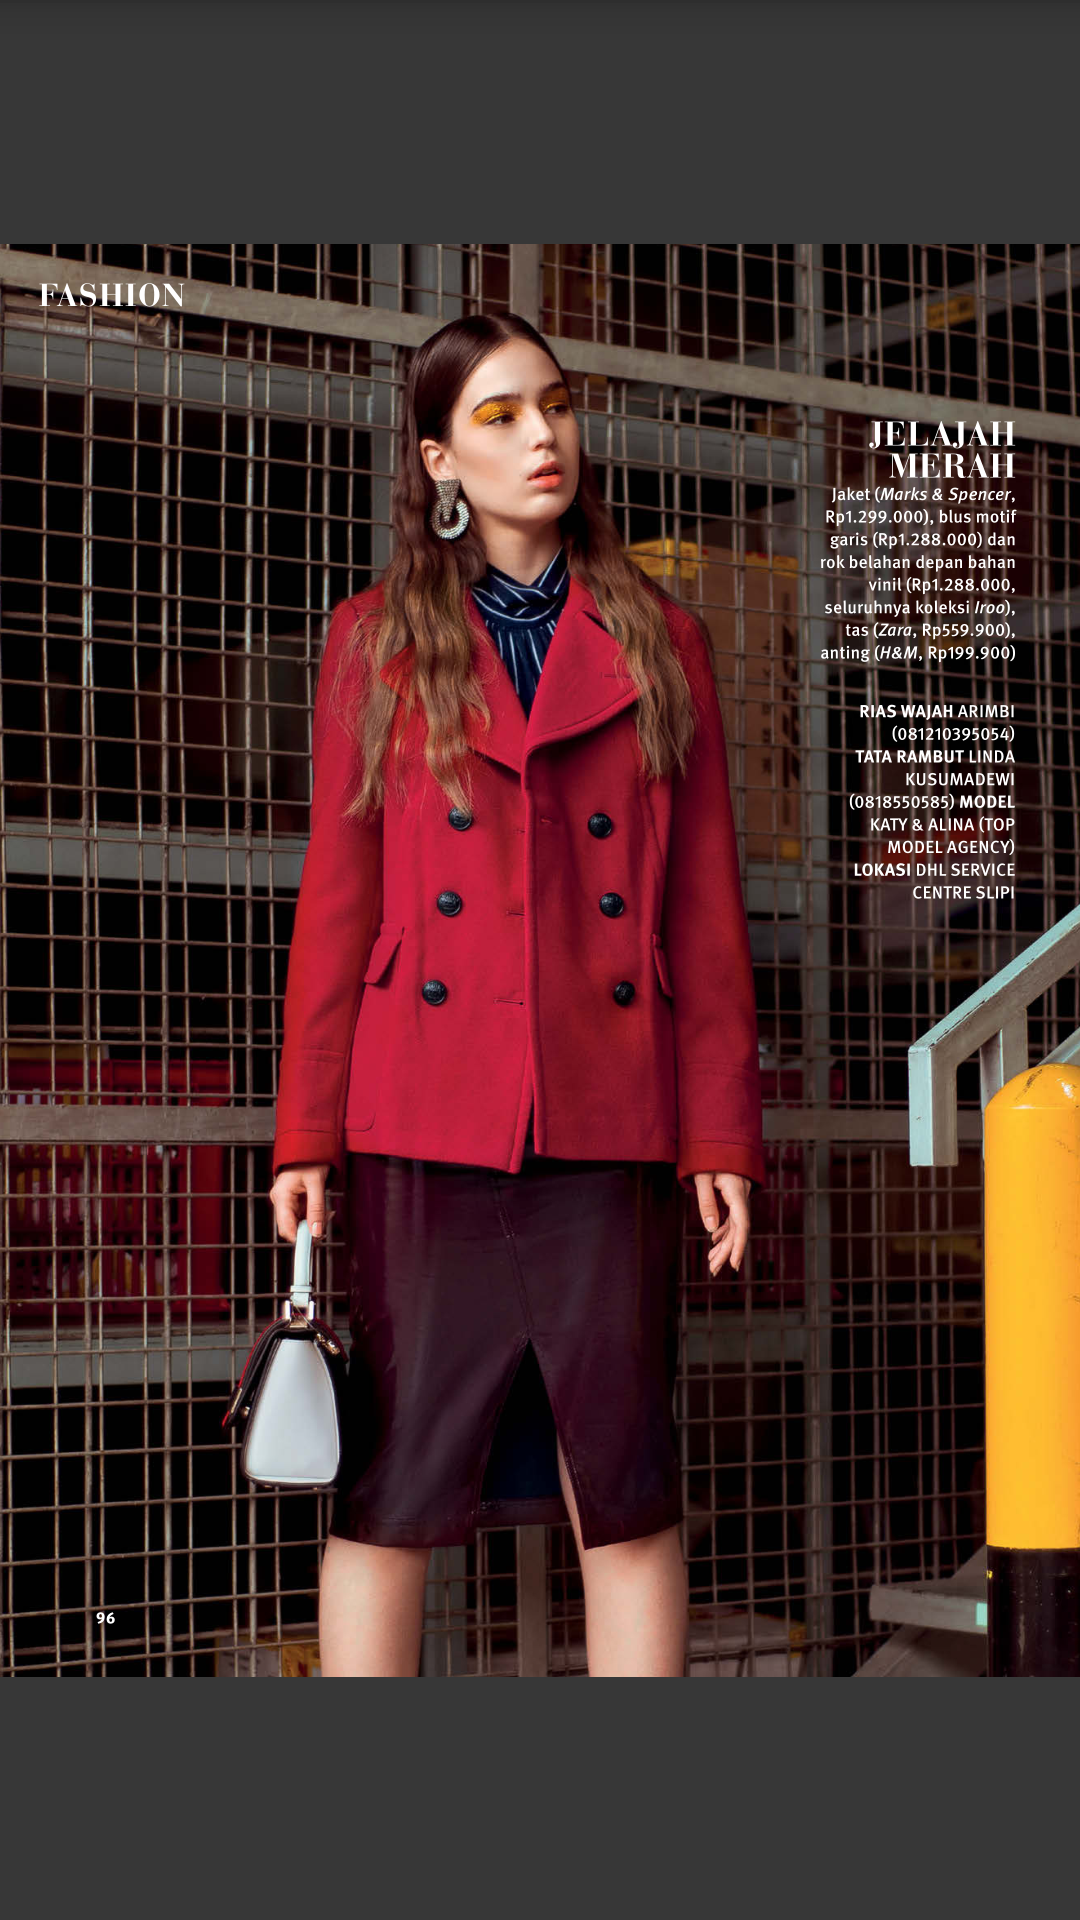 FASHION
JELAJAH
MERAH
Jaket (Marks & Spencer,
Rp1.299.000), blus motif
garis (Rp1.288.000) dan
rok belahan depan bahan
vinil (Rp1.288.000,
seluruhnya koleksi Iroo),
tas (Zara, Rp559.900),
anting (H&M, Rp199.900)
RIAS WAJAH ARIMBI
(081210395054)
TATA RAMBUT LINDA
KUSUMADEWI
(0818550585) MODEL
KATY & ALINA (TOP
MODEL AGENCY)
LOKASI DHL SERVICE
CENTRE SLIPI
96